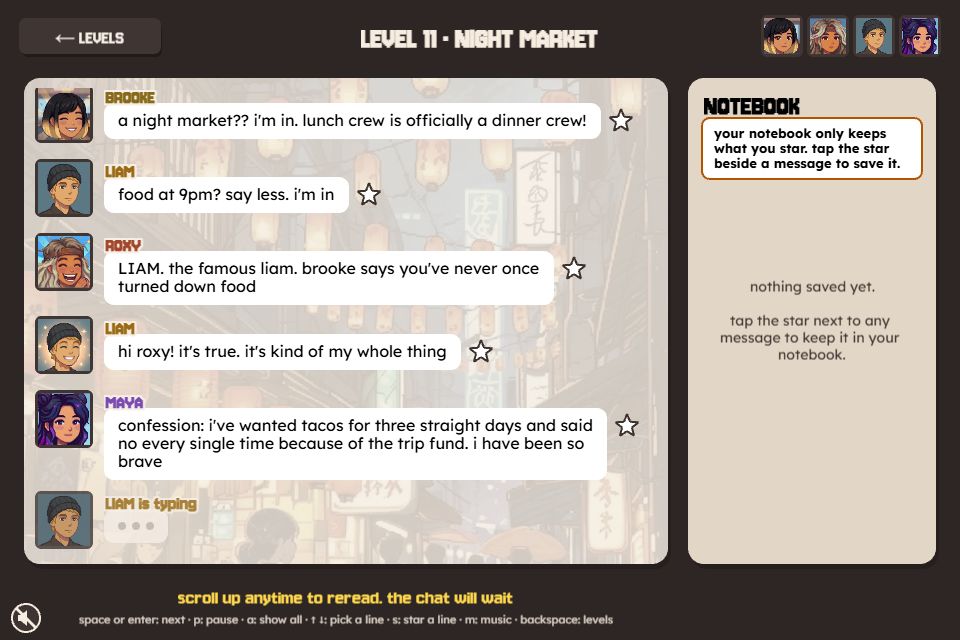 ← LEVELS
LEVEL 11 · NIGHT MARKET
BROOKE
a night market?? i'm in. lunch crew is officially a dinner crew!
LIAM
food at 9pm? say less. i'm in
ROXY
LIAM. the famous liam. brooke says you've never once
turned down food
LIAM
hi roxy! it's true. it's kind of my whole thing
MAYA
confession: i've wanted tacos for three straight days and said
no every single time because of the trip fund. i have been so
brave
LIAM is typing
NOTEBOOK
your notebook only keeps
what you star. tap the star
beside a message to save it.
nothing saved yet.
tap the star next to any
message to keep it in your
notebook.
scroll up anytime to reread. the chat will wait
space or enter: next · p: pause · a: show all · ↑ ↓: pick a line · s: star a line · m: music · backspace: levels